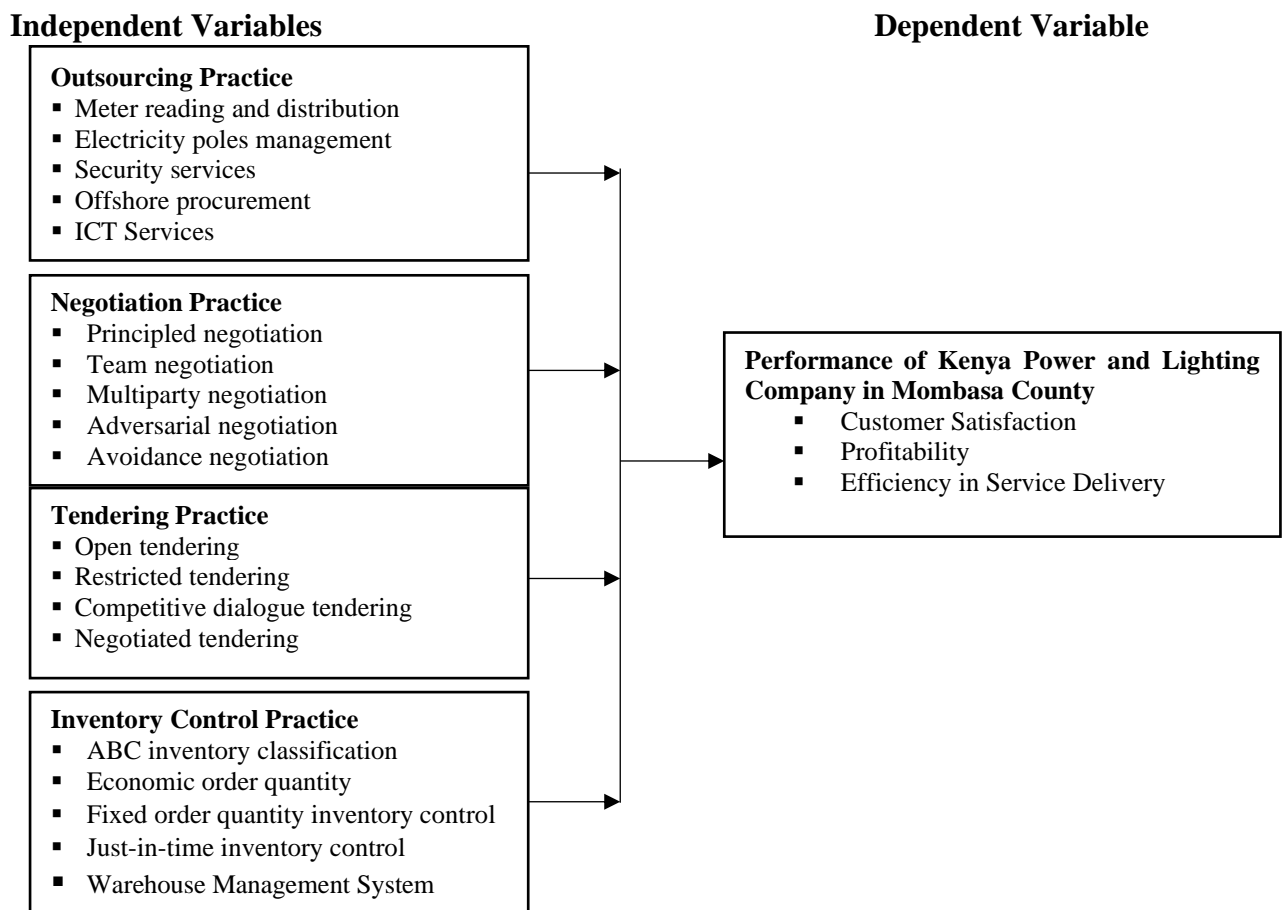 Independent Variables
Dependent Variable
Outsourcing Practice
▪ Meter reading and distribution
▪ Electricity poles management
▪ Security services
▪ Offshore procurement
▪ ICT Services
Negotiation Practice
▪ Principled negotiation
▪ Team negotiation
▪ Multiparty negotiation
▪ Adversarial negotiation
▪ Avoidance negotiation
Tendering Practice
▪ Open tendering
▪ Restricted tendering
▪ Competitive dialogue tendering
▪ Negotiated tendering
Inventory Control Practice
▪ ABC inventory classification
▪ Economic order quantity
▪ Fixed order quantity inventory control
▪ Just-in-time inventory control
▪ Warehouse Management System
Performance of Kenya Power and Lighting
Company in Mombasa County
▪ Customer Satisfaction
▪ Profitability
▪ Efficiency in Service Delivery